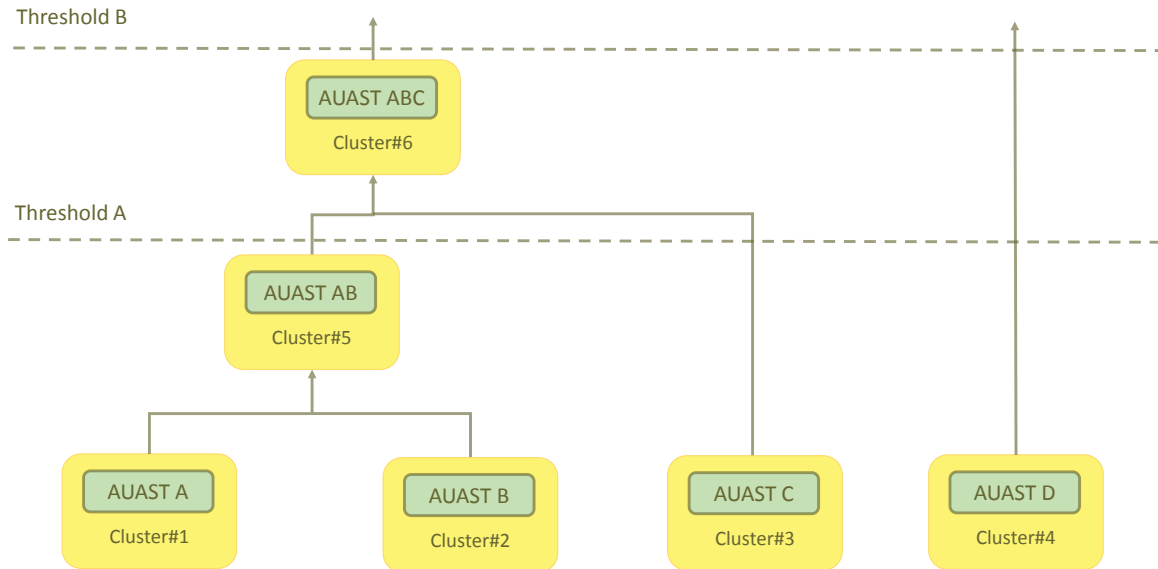 Threshold B
AUAST ABC
Cluster#6
Threshold A
AUAST AB
Cluster#5
AUAST A
Cluster#1
AUAST B
Cluster#2
AUAST C
Cluster#3
AUAST D
Cluster#4